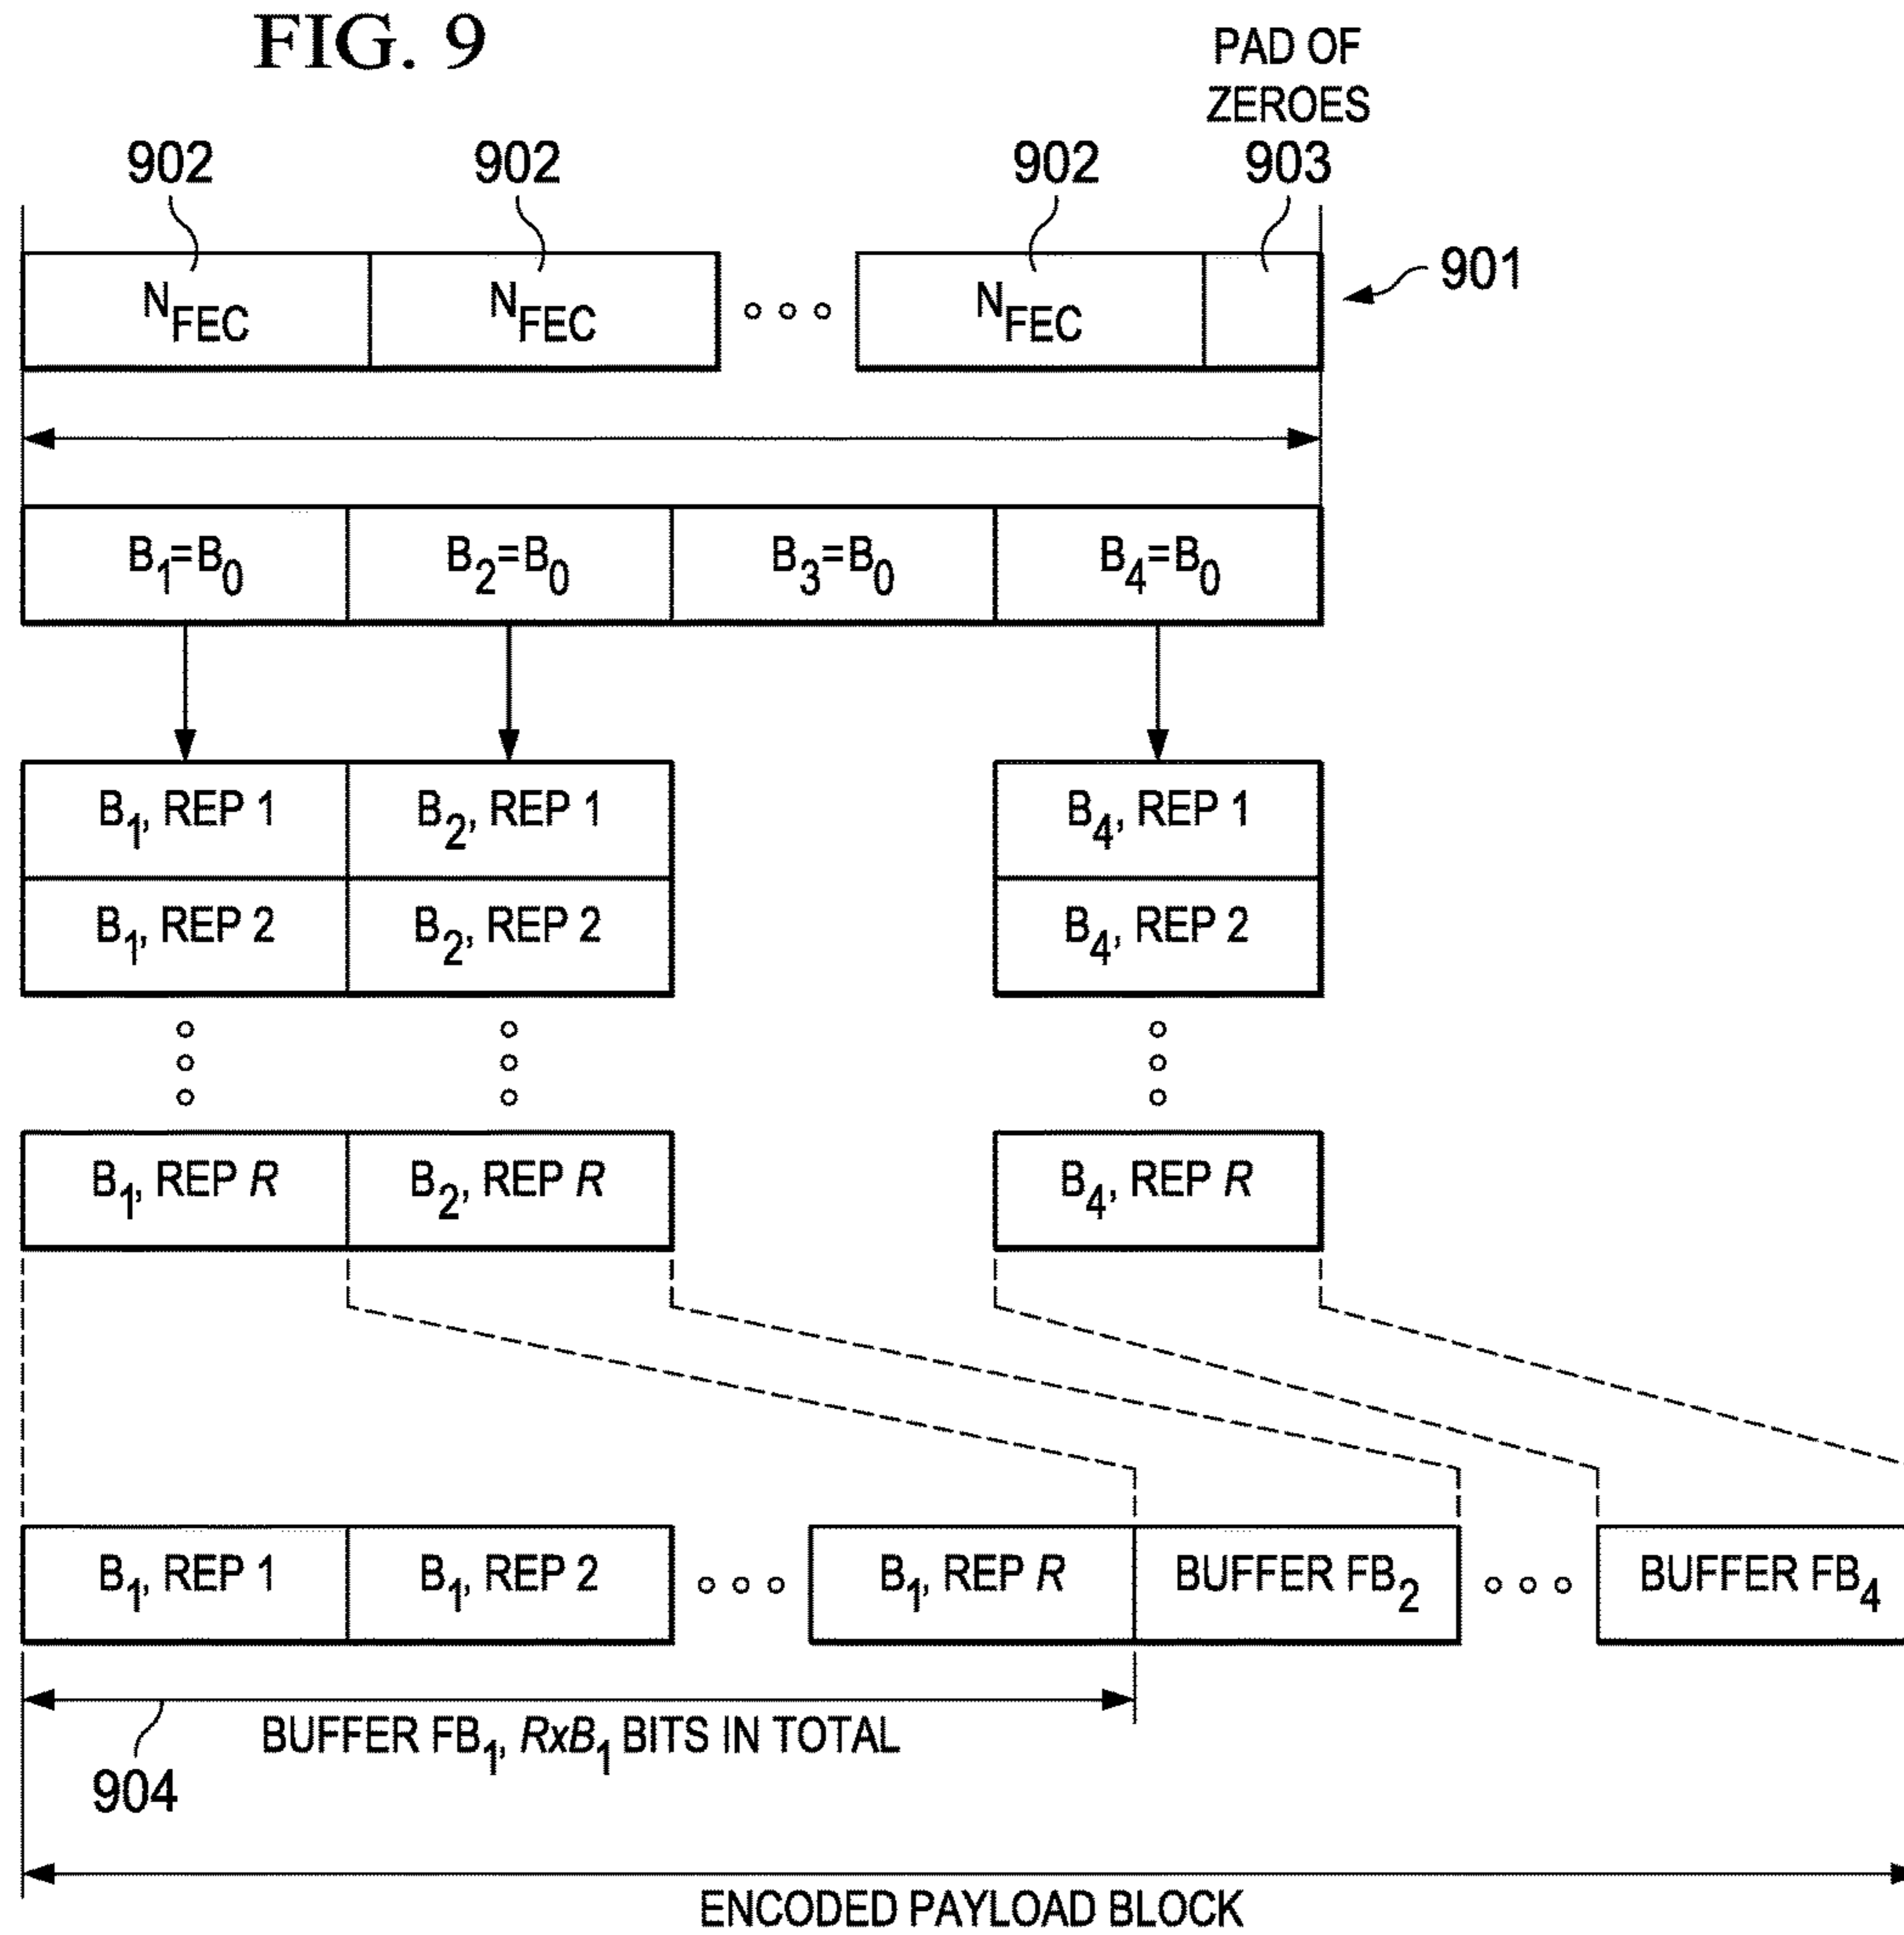 FIG. 9
PAD OF
ZEROES
902 902 902 903
N_FEC N_FEC ○ ○ ○ N_FEC 901
B₁=B₀ B₂=B₀ B₃=B₀ B₄=B₀
B₁, REP 1 B₂, REP 1 B₄, REP 1
B₁, REP 2 B₂, REP 2 B₄, REP 2
B₁, REP R B₂, REP R B₄, REP R
B₁, REP 1 B₁, REP 2 ○ ○ ○ B₁, REP R BUFFER FB₂ ○ ○ ○ BUFFER FB₄
BUFFER FB₁, RxB₁ BITS IN TOTAL
904
ENCODED PAYLOAD BLOCK